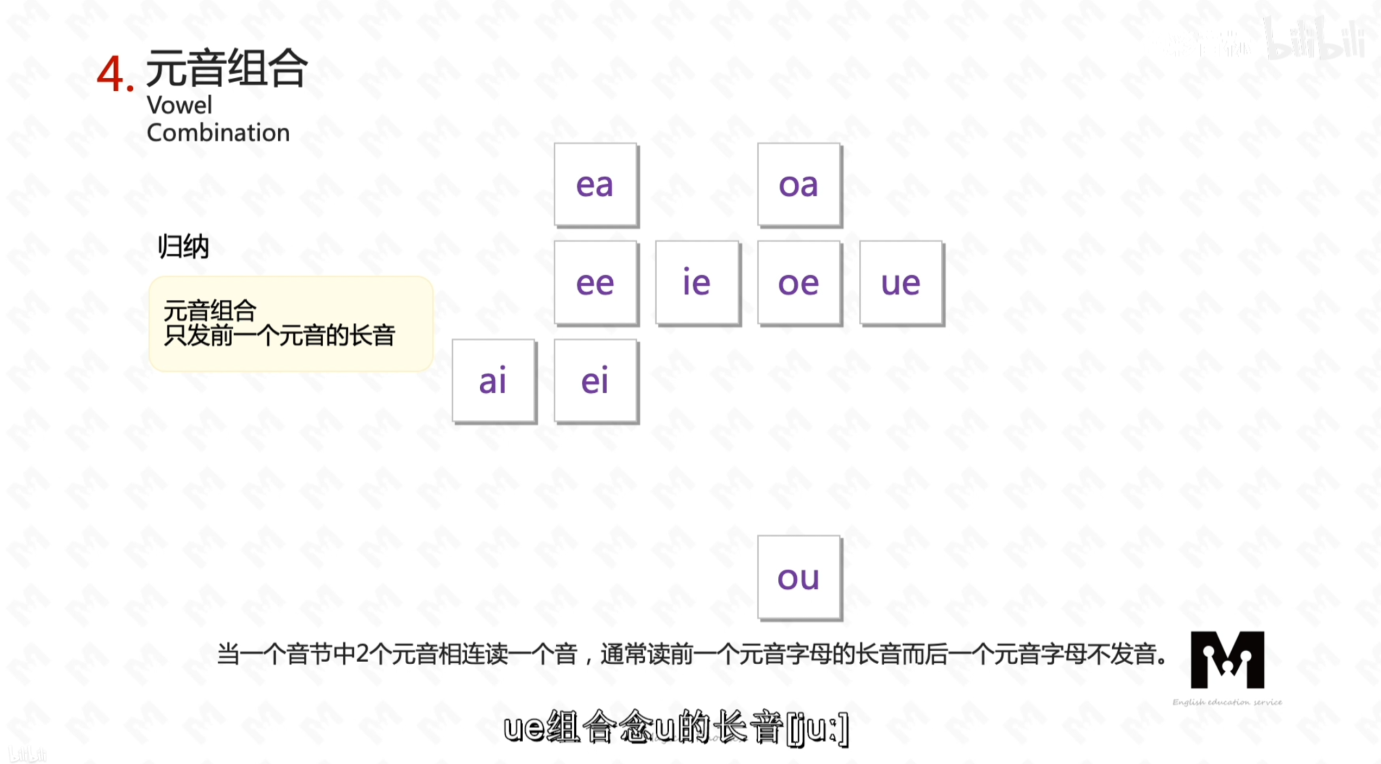 4. 元音组合
Vowel
Combination
bilibili
归纳
元音组合
只发前一个元音的长音
ea oa
ee ie oe ue
ai ei
ou
当一个音节中2个元音相连读一个音，通常读前一个元音字母的长音而后一个元音字母不发音。
M
English education service
ue组合念u的长音[ju:]
bilibili